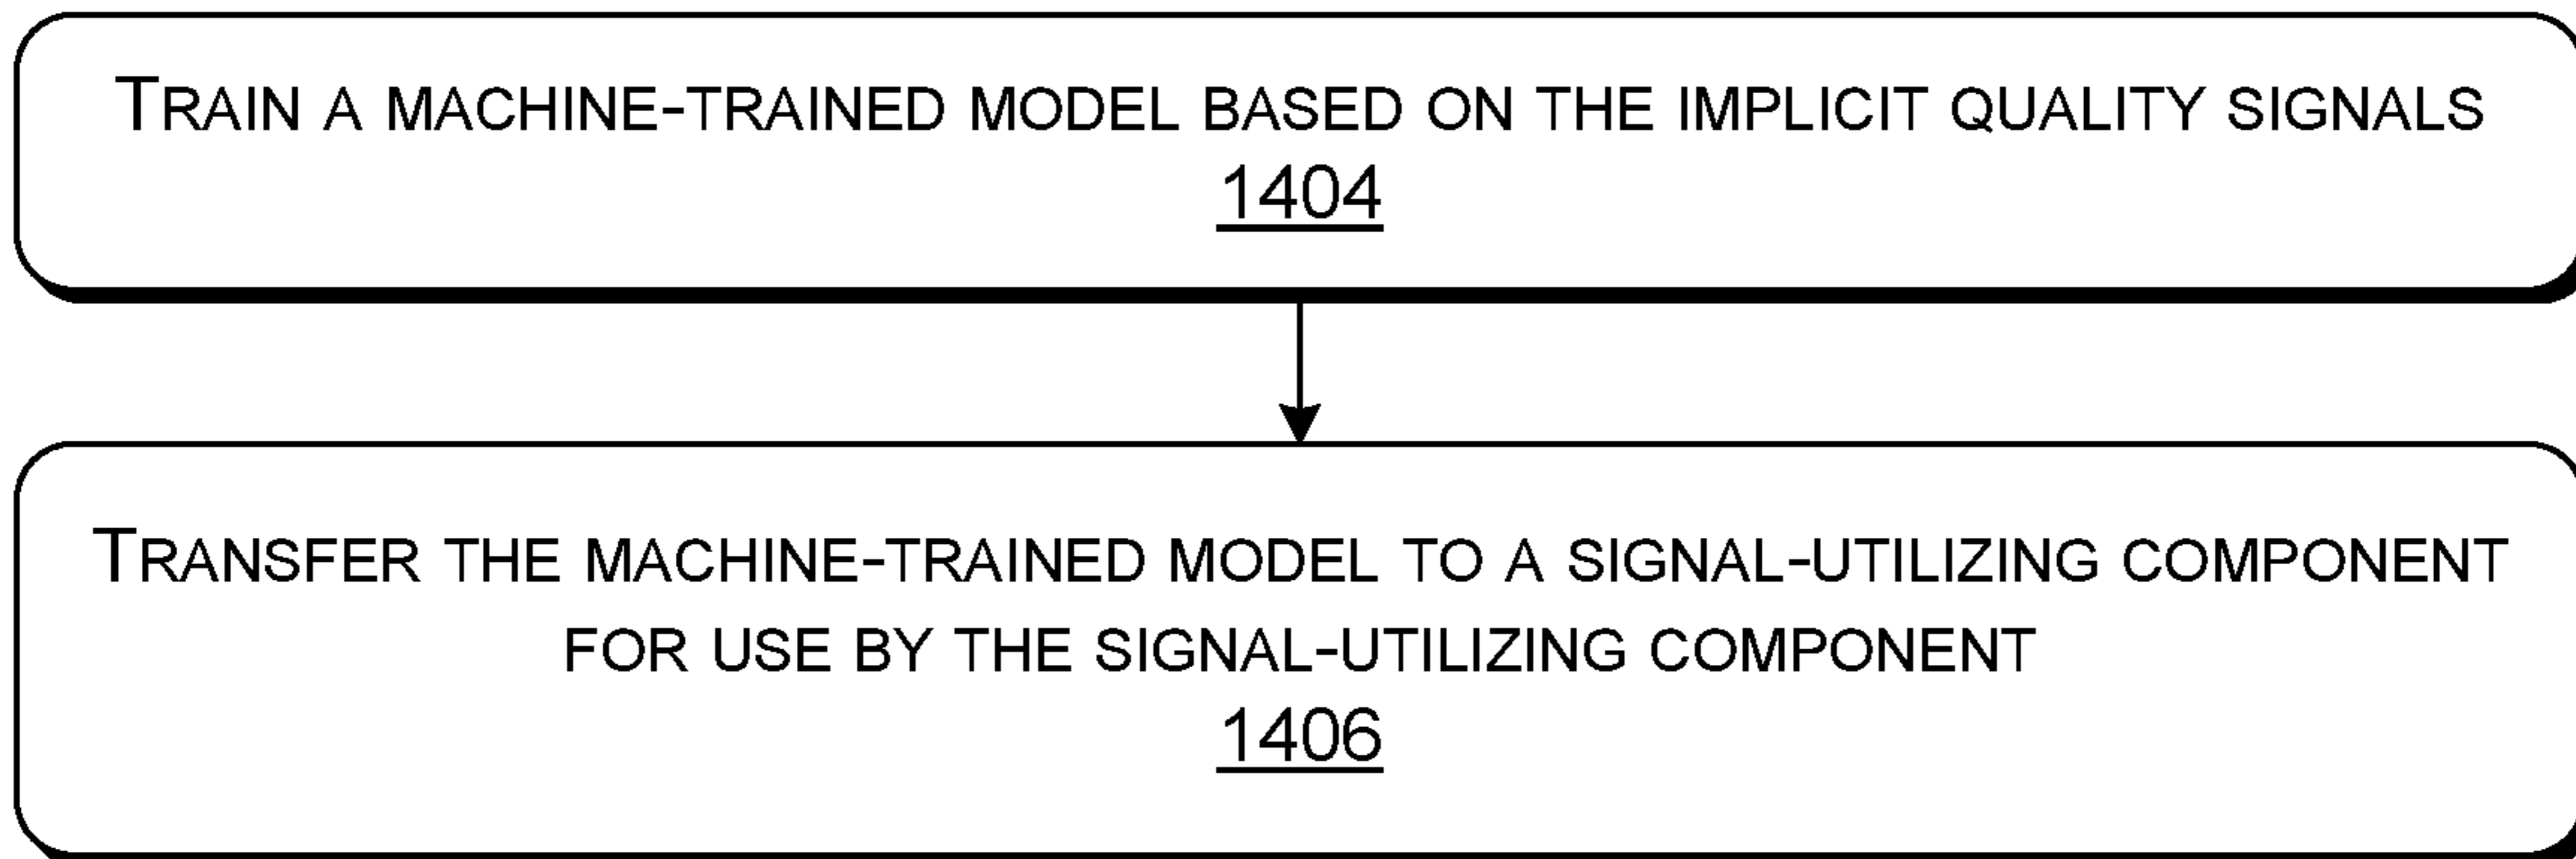 TRAIN A MACHINE-TRAINED MODEL BASED ON THE IMPLICIT QUALITY SIGNALS
1404
TRANSFER THE MACHINE-TRAINED MODEL TO A SIGNAL-UTILIZING COMPONENT
FOR USE BY THE SIGNAL-UTILIZING COMPONENT
1406